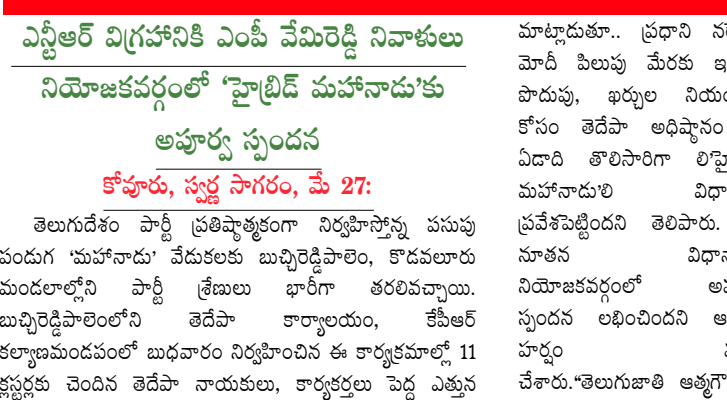 ఎన్టీఆర్ విగ్రహానికి ఎంపీ వేమిరెడ్డి నివాళులు
నియోజకవర్గంలో ‘హైబ్రిడ్ మహానాడు’కు
అపూర్వ స్పందన
కోవూరు, స్వర్ణ సాగరం, మే 27:
తెలుగుదేశం పార్టీ ప్రతిష్ఠాత్మకంగా నిర్వహిస్తోన్న పసుపు
పండుగ ‘మహానాడు’ వేడుకలకు బుచ్చిరెడ్డిపాలెం, కొడవలూరు
మండలాల్లోని పార్టీ శ్రేణులు భారీగా తరలివచ్చాయి.
బుచ్చిరెడ్డిపాలెంలోని తెదేపా కార్యాలయం, కేపీఆర్
కల్యాణమండపంలో బుధవారం నిర్వహించిన ఈ కార్యక్రమాల్లో 11
క్లస్టర్లకు చెందిన తెదేపా నాయకులు, కార్యకర్తలు పెద్ద ఎత్తున
మాట్లాడుతూ.. ప్రధాని
మోదీ పిలుపు మేరకు
పొదుపు, ఖర్చుల
కోసం తెదేపా అధిష్ఠానం
ఏడాది తొలిసారిగా
మహానాడు’లి
ప్రవేశపెట్టిందని తెలిపారు.
నూతన
నియోజకవర్గంలో
స్పందన లభించిందని
హర్షం
చేశారు.“తెలుగుజాతి